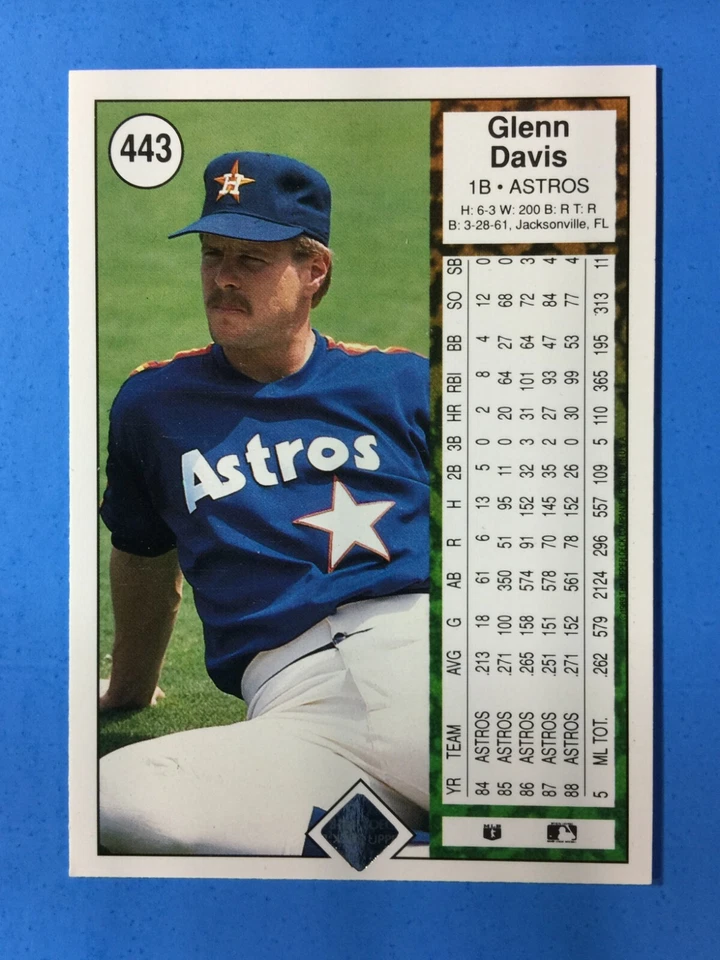 443
H
Astros
Glenn
Davis
1B • ASTROS
H: 6-3 W: 200 B: R T: R
B: 3-28-61, Jacksonville, FL
YR TEAM AVG G AB R H 2B 3B HR RBI BB SO SB
84 ASTROS .213 18 61 6 13 5 0 2 8 4 12 0
85 ASTROS .271 100 350 51 95 11 0 20 64 27 68 0
86 ASTROS .265 158 574 91 152 32 3 31 101 64 72 3
87 ASTROS .251 151 578 70 145 35 2 27 93 47 84 4
88 ASTROS .271 152 561 78 152 26 0 30 99 53 77 4
5 ML TOT. .262 579 2124 296 557 109 5 110 365 195 313 11